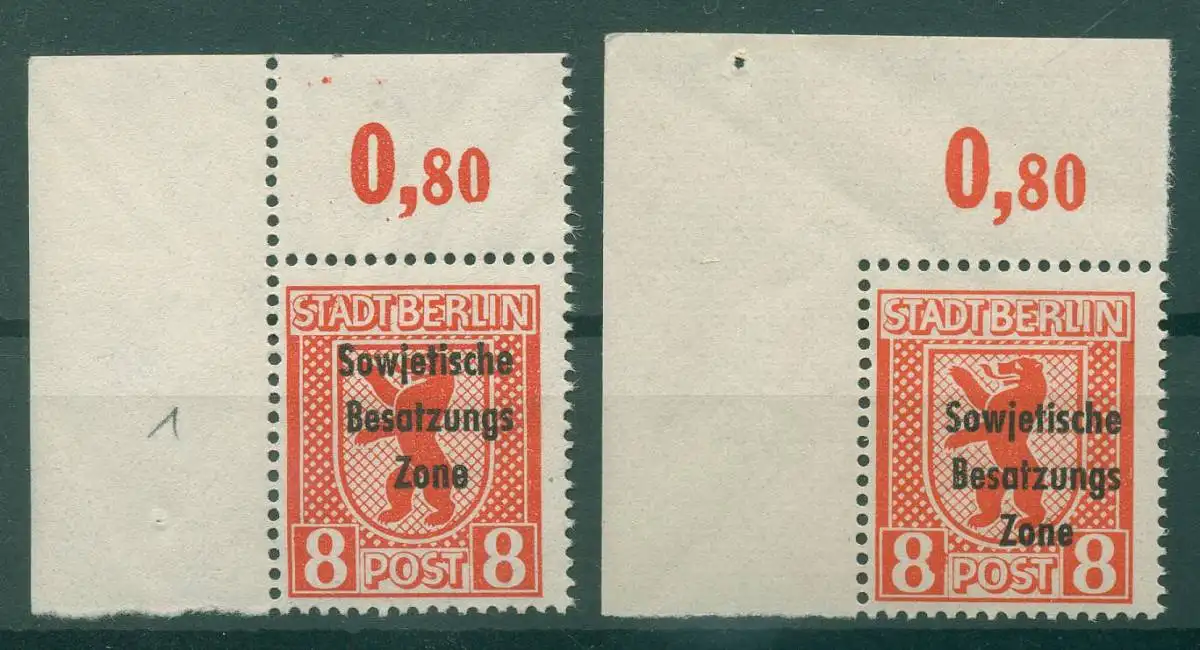 0,80
STADT BERLIN
Sowjetische
Besatzungs
Zone
8 POST 8
1
0,80
STADT BERLIN
Sowjetische
Besatzungs
Zone
8 POST 8